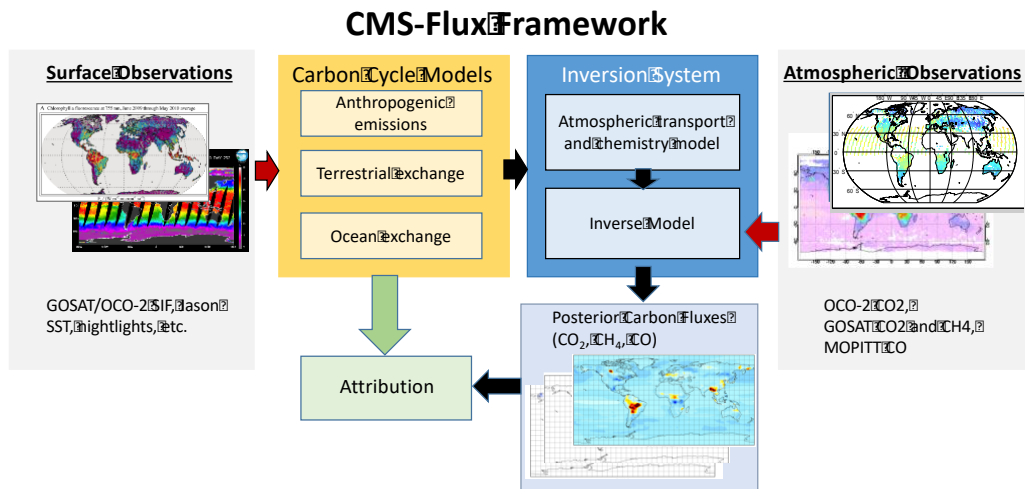 CMS-Flux Framework
Surface Observations
GOSAT/OCO-2 SIF, Jason
SST, nightlights, etc.
Carbon Cycle Models
Anthropogenic
emissions
Terrestrial exchange
Ocean exchange
Attribution
Inversion System
Atmospheric transport
and chemistry model
Inverse Model
Posterior Carbon Fluxes
(CO₂, CH₄, CO)
Atmospheric Observations
OCO-2 CO2,
GOSAT CO2 and CH4,
MOPITT CO